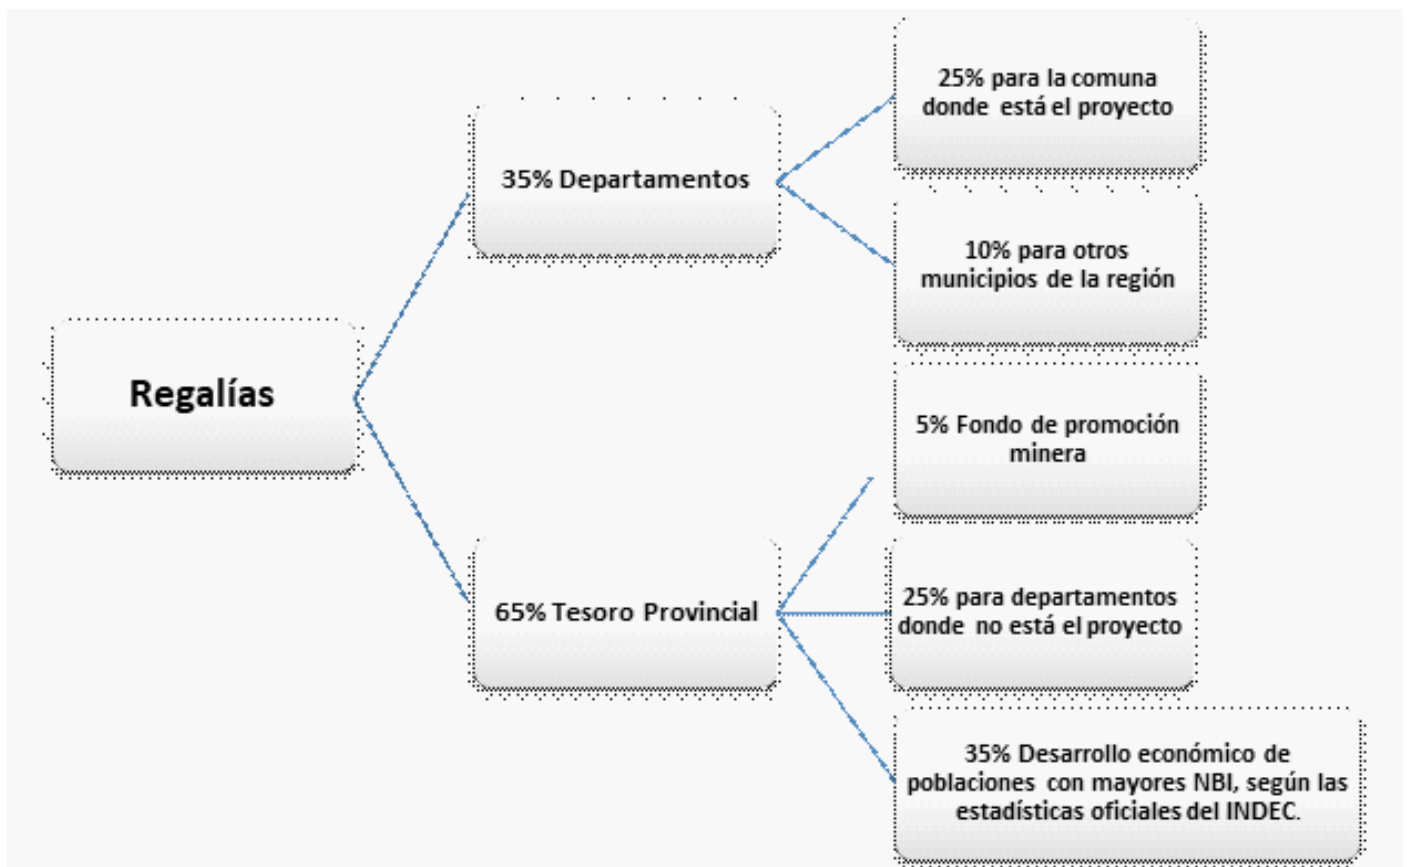 25% para la comuna
donde está el proyecto
35% Departamentos
10% para otros
municipios de la región
Regalías
5% Fondo de promoción
minera
65% Tesoro Provincial
25% para departamentos
donde no está el proyecto
35% Desarrollo económico de
poblaciones con mayores NBI, según las
estadísticas oficiales del INDEC.